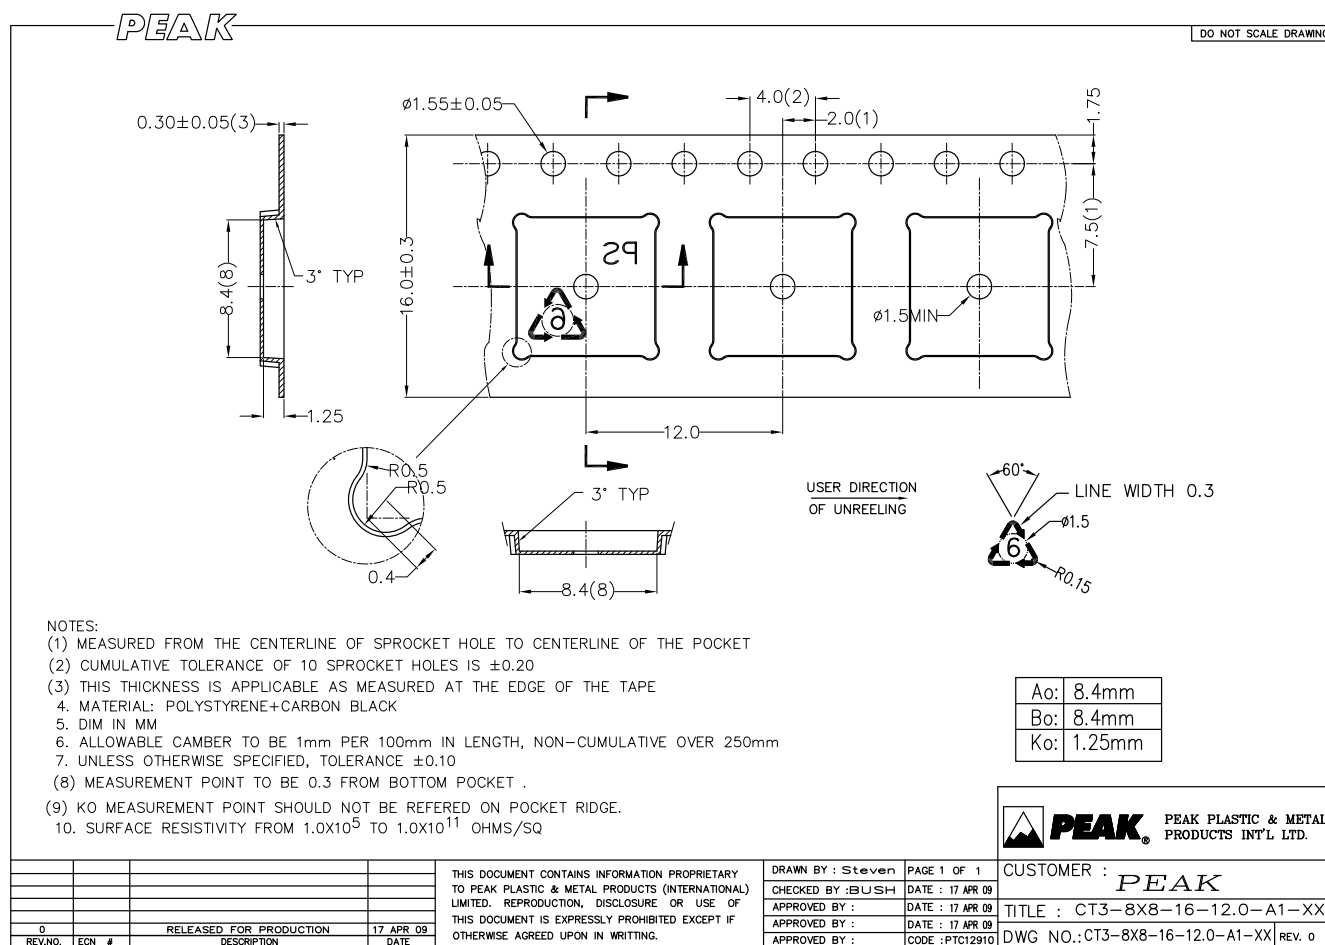 PEAK
DO NOT SCALE DRAWING
0.30±0.05(3)
ø1.55±0.05
4.0(2)
2.0(1)
1.75
7.5(1)
16.0±0.3
8.4(8)
3° TYP
PS
6
ø1.5MIN
1.25
12.0
R0.5
R0.5
0.4
3° TYP
8.4(8)
USER DIRECTION
OF UNREELING
60°
LINE WIDTH 0.3
ø1.5
6
R0.15
NOTES:
(1) MEASURED FROM THE CENTERLINE OF SPROCKET HOLE TO CENTERLINE OF THE POCKET
(2) CUMULATIVE TOLERANCE OF 10 SPROCKET HOLES IS ±0.20
(3) THIS THICKNESS IS APPLICABLE AS MEASURED AT THE EDGE OF THE TAPE
4. MATERIAL: POLYSTYRENE+CARBON BLACK
5. DIM IN MM
6. ALLOWABLE CAMBER TO BE 1mm PER 100mm IN LENGTH, NON-CUMULATIVE OVER 250mm
7. UNLESS OTHERWISE SPECIFIED, TOLERANCE ±0.10
(8) MEASUREMENT POINT TO BE 0.3 FROM BOTTOM POCKET .
(9) KO MEASUREMENT POINT SHOULD NOT BE REFERED ON POCKET RIDGE.
10. SURFACE RESISTIVITY FROM 1.0X10⁵ TO 1.0X10¹¹ OHMS/SQ
Ao: 8.4mm
Bo: 8.4mm
Ko: 1.25mm
PEAK®
PEAK PLASTIC & METAL
PRODUCTS INT'L LTD.
0 RELEASED FOR PRODUCTION 17 APR 09
REV.NO. ECN # DESCRIPTION DATE
THIS DOCUMENT CONTAINS INFORMATION PROPRIETARY
TO PEAK PLASTIC & METAL PRODUCTS (INTERNATIONAL)
LIMITED. REPRODUCTION, DISCLOSURE OR USE OF
THIS DOCUMENT IS EXPRESSLY PROHIBITED EXCEPT IF
OTHERWISE AGREED UPON IN WRITTING.
DRAWN BY : Steven PAGE 1 OF 1
CHECKED BY :BUSH DATE : 17 APR 09
APPROVED BY : DATE : 17 APR 09
APPROVED BY : DATE : 17 APR 09
APPROVED BY : CODE :PTC12910
CUSTOMER : PEAK
TITLE : CT3-8X8-16-12.0-A1-XX
DWG NO.:CT3-8X8-16-12.0-A1-XX REV. 0